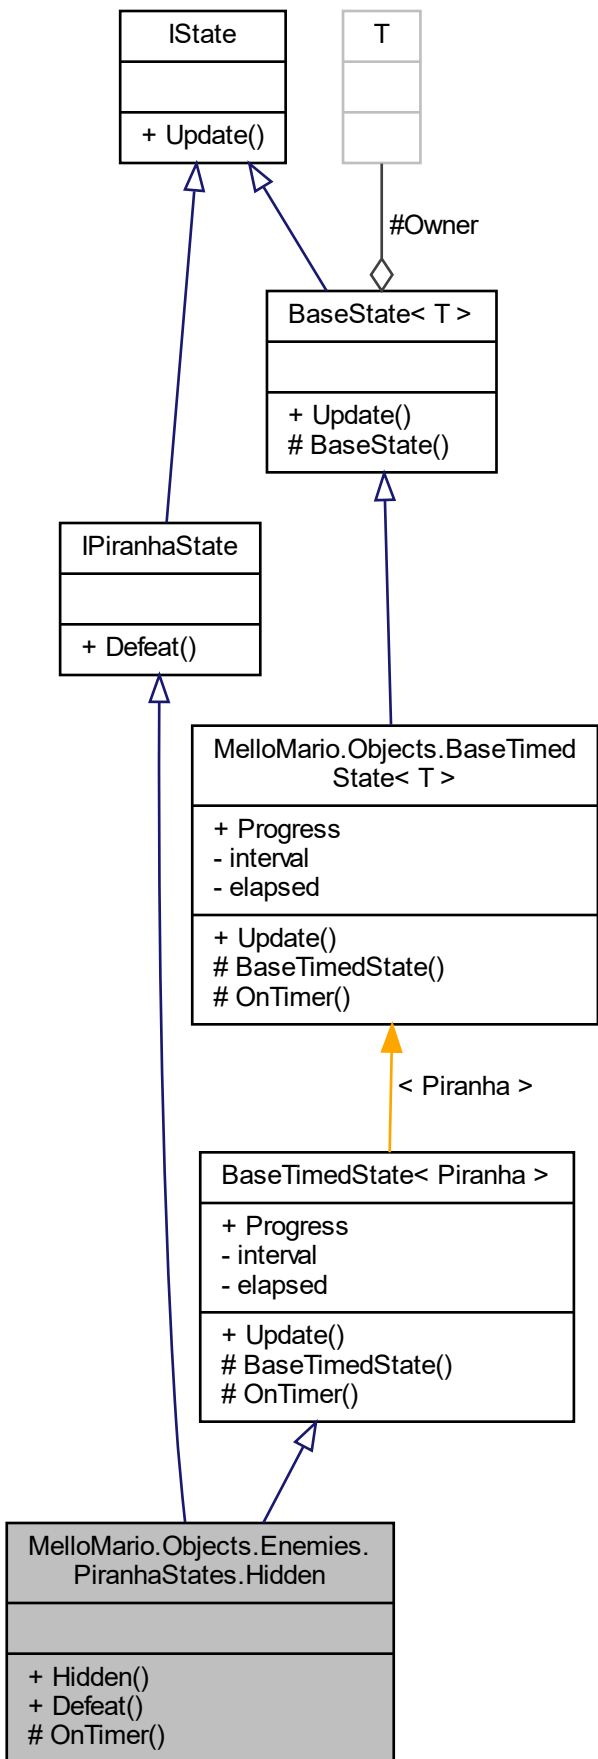 IState
+ Update()
T
#Owner
BaseState< T >
+ Update()
# BaseState()
IPiranhaState
+ Defeat()
MelloMario.Objects.BaseTimed
State< T >
+ Progress
- interval
- elapsed
+ Update()
# BaseTimedState()
# OnTimer()
< Piranha >
BaseTimedState< Piranha >
+ Progress
- interval
- elapsed
+ Update()
# BaseTimedState()
# OnTimer()
MelloMario.Objects.Enemies.
PiranhaStates.Hidden
+ Hidden()
+ Defeat()
# OnTimer()